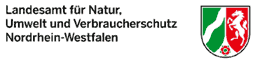 Landesamt für Natur,
Umwelt und Verbraucherschutz
Nordrhein-Westfalen